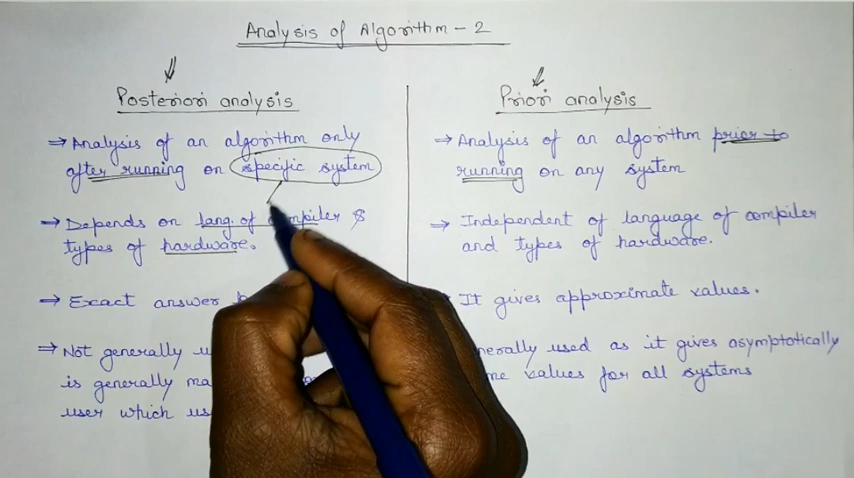 Analysis of Algorithm - 2
Posteriori analysis
⇒ Analysis of an algorithm only
after running on specific system
⇒ Depends on lang. of compiler &
types of hardware.
⇒ Exact answer
⇒ Not generally
is generally
user which
Priori analysis
⇒ Analysis of an algorithm prior to
running on any system
⇒ Independent of language of compiler
and types of hardware.
⇒ It gives approximate values.
used as it gives asymptotically
values for all systems